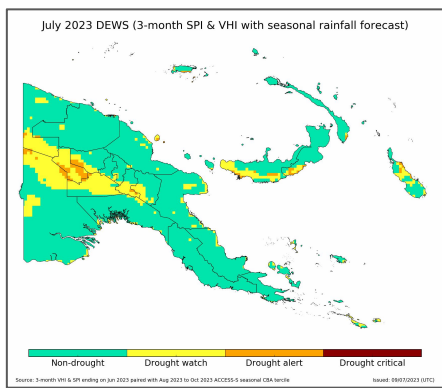 July 2023 DEWS (3-month SPI & VHI with seasonal rainfall forecast)
Non-drought Drought watch Drought alert Drought critical
Source: 3-month VHI & SPI ending on Jun 2023 paired with Aug 2023 to Oct 2023 ACCESS-S seasonal CBA tercile Issued: 09/07/2023 (UTC)